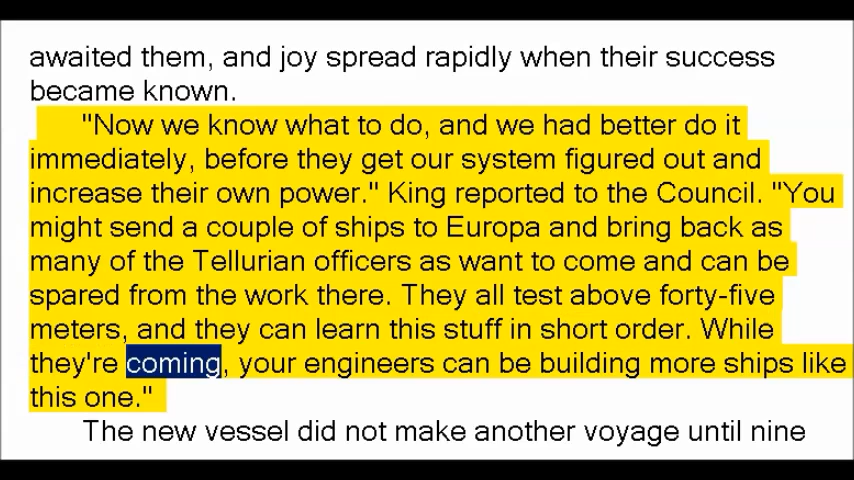 awaited them, and joy spread rapidly when their success
became known.
"Now we know what to do, and we had better do it
immediately, before they get our system figured out and
increase their own power." King reported to the Council. "You
might send a couple of ships to Europa and bring back as
many of the Tellurian officers as want to come and can be
spared from the work there. They all test above forty-five
meters, and they can learn this stuff in short order. While
they're coming, your engineers can be building more ships like
this one."
The new vessel did not make another voyage until nine